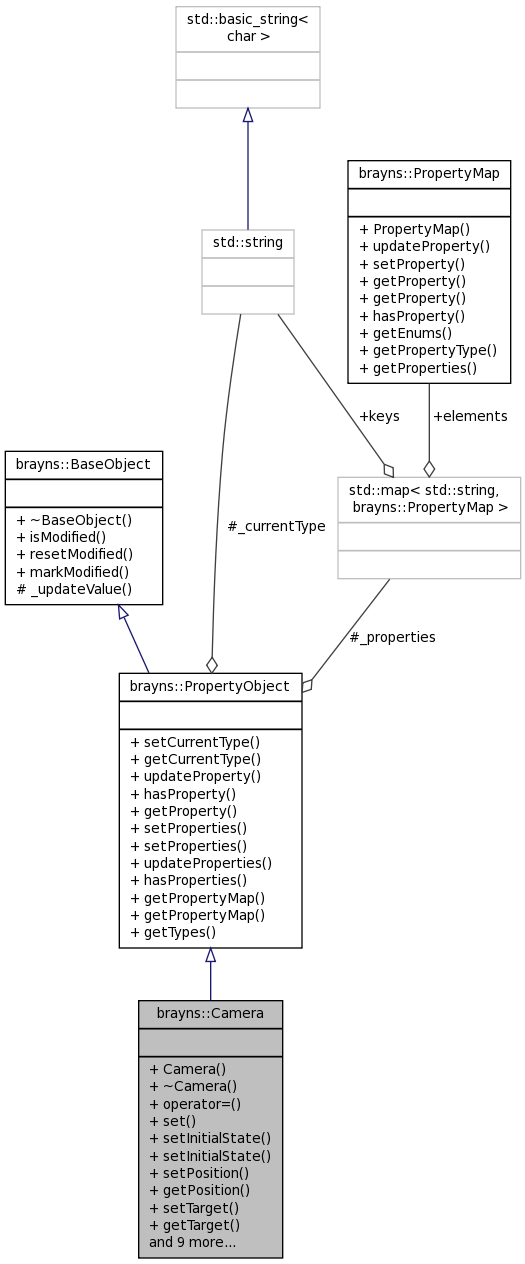 std::basic_string<
char >
brayns::PropertyMap
+ PropertyMap()
+ updateProperty()
+ setProperty()
+ getProperty()
+ getProperty()
+ hasProperty()
+ getEnums()
+ getPropertyType()
+ getProperties()
std::string
+keys
+elements
std::map< std::string,
brayns::PropertyMap >
brayns::BaseObject
+ ~BaseObject()
+ isModified()
+ resetModified()
+ markModified()
# _updateValue()
#_currentType
#_properties
brayns::PropertyObject
+ setCurrentType()
+ getCurrentType()
+ updateProperty()
+ hasProperty()
+ getProperty()
+ setProperties()
+ setProperties()
+ updateProperties()
+ hasProperties()
+ getPropertyMap()
+ getPropertyMap()
+ getTypes()
brayns::Camera
+ Camera()
+ ~Camera()
+ operator=()
+ set()
+ setInitialState()
+ setInitialState()
+ setPosition()
+ getPosition()
+ setTarget()
+ getTarget()
and 9 more...